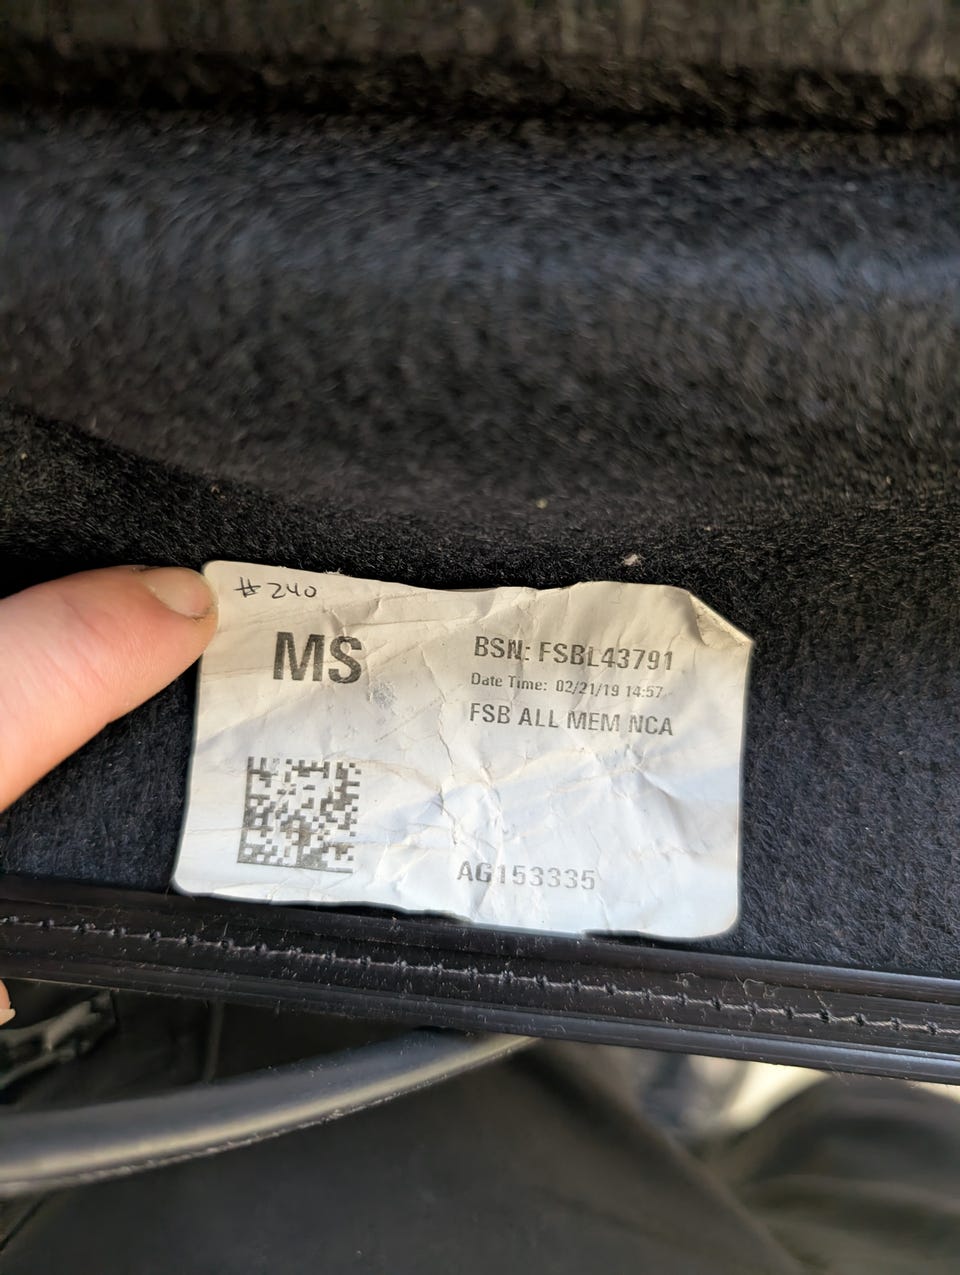 #240
MS
BSN: FSBL43791
Date Time: 02/21/19 14:57
FSB ALL MEM NCA
AG153335